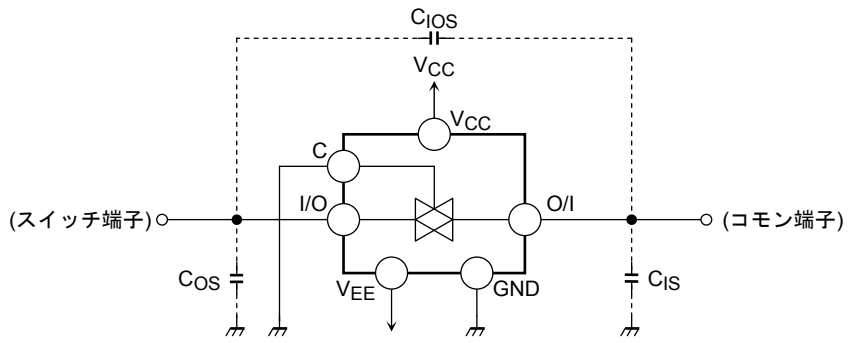 CIOS
VCC
VCC
C
I/O
O/I
(スイッチ端子)
(コモン端子)
COS
VEE
GND
CIS